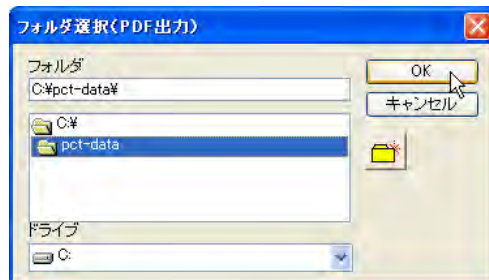 フォルダ選択(PDF出力)
フォルダ
C:¥pct-data¥
C:¥
pct-data
ドライブ
C:
OK
キャンセル